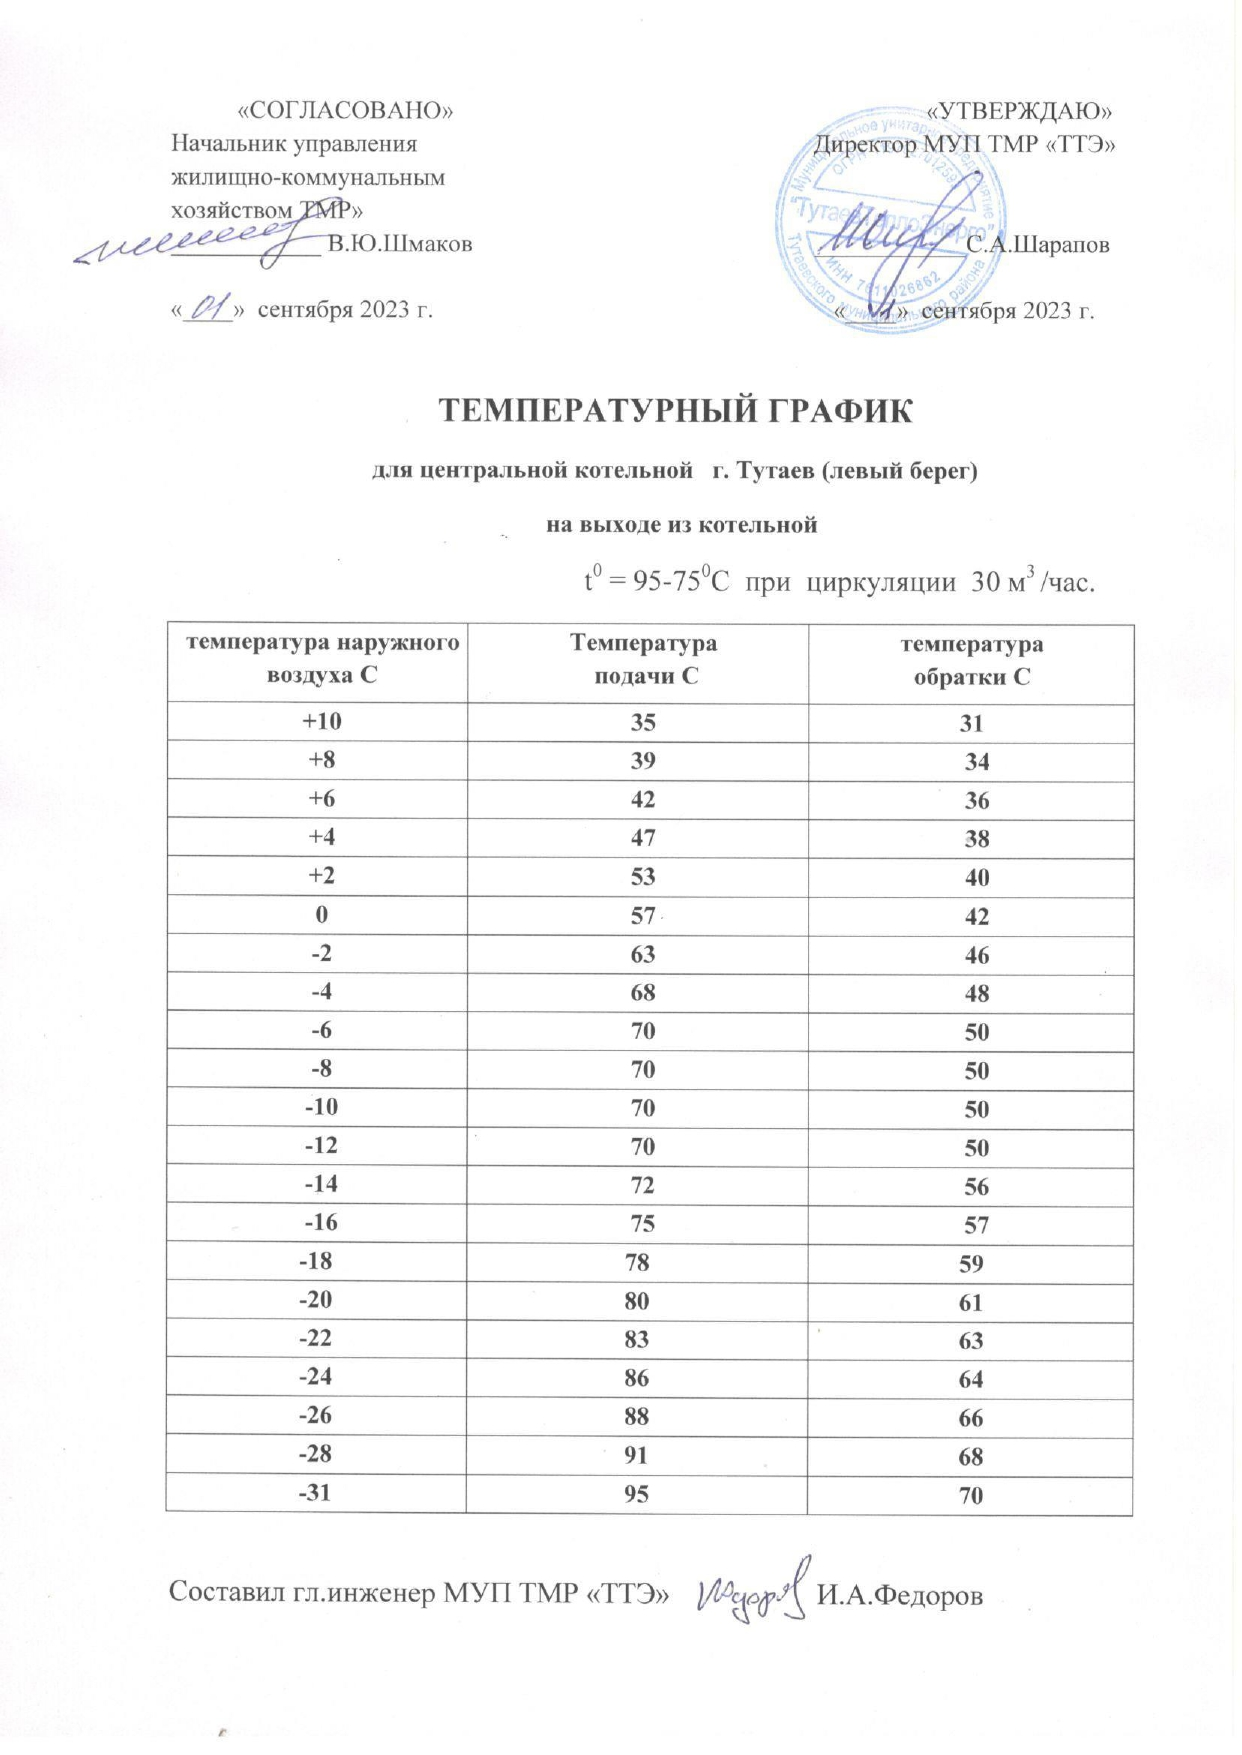 «СОГЛАСОВАНО»
Начальник управления
жилищно-коммунальным
хозяйством ТМР»
В.Ю.Шмаков
«01» сентября 2023 г.
«УТВЕРЖДАЮ»
Директор МУП ТМР «ТТЭ»
С.А.Шарапов
« » сентября 2023 г.
ИНН 7611026862
ТЕМПЕРАТУРНЫЙ ГРАФИК
для центральной котельной г. Тутаев (левый берег)
на выходе из котельной
t⁰ = 95-75⁰С при циркуляции 30 м³/час.
температура наружного воздуха С Температура подачи С температура обратки С
+10 35 31
+8 39 34
+6 42 36
+4 47 38
+2 53 40
0 57 42
-2 63 46
-4 68 48
-6 70 50
-8 70 50
-10 70 50
-12 70 50
-14 72 56
-16 75 57
-18 78 59
-20 80 61
-22 83 63
-24 86 64
-26 88 66
-28 91 68
-31 95 70
Составил гл.инженер МУП ТМР «ТТЭ» И.А.Федоров